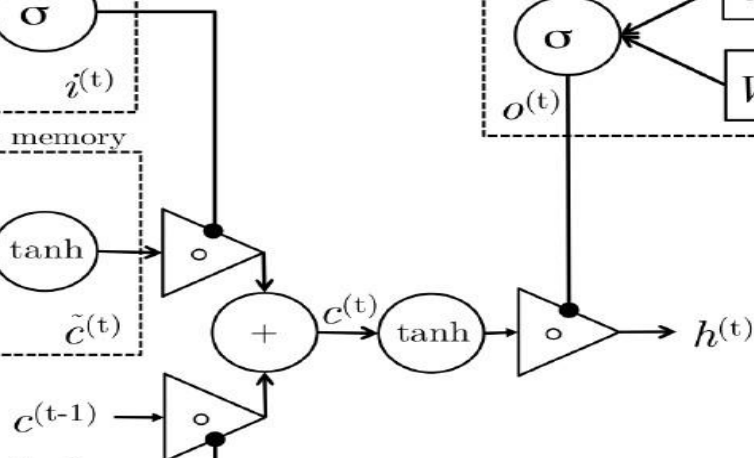 σ
i(t)
memory
tanh
c̃(t)
c(t-1)
∘
∘
+
c(t)
tanh
σ
o(t)
∘
h(t)